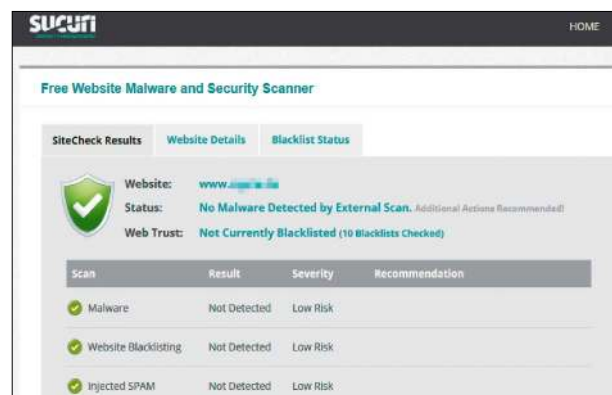 sucuri
HOME
Free Website Malware and Security Scanner
SiteCheck Results Website Details Blacklist Status
Website: www.
Status: No Malware Detected by External Scan. Additional Actions Recommended!
Web Trust: Not Currently Blacklisted (10 Blacklists Checked)
Scan Result Severity Recommendation
Malware Not Detected Low Risk
Website Blacklisting Not Detected Low Risk
Injected SPAM Not Detected Low Risk